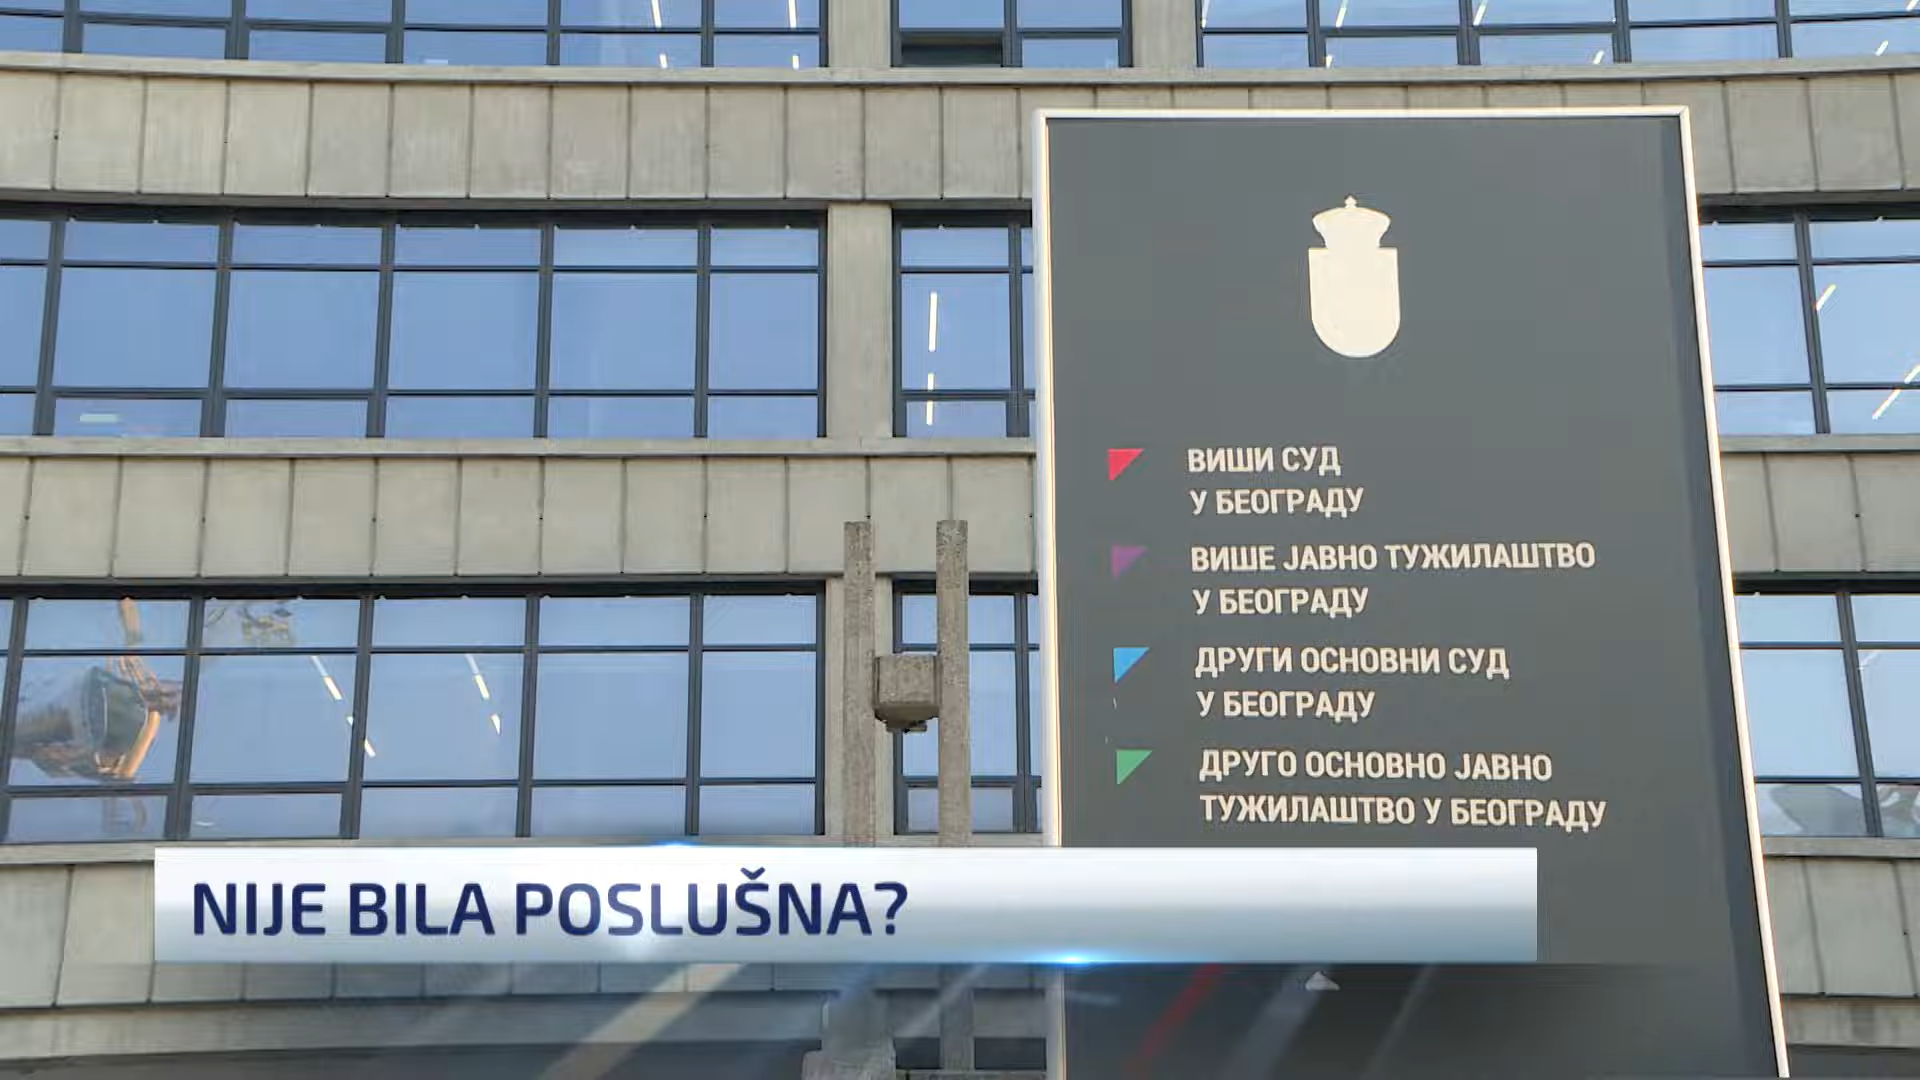 ВИШИ СУД
У БЕОГРАДУ
ВИШЕ ЈАВНО ТУЖИЛАШТВО
У БЕОГРАДУ
ДРУГИ ОСНОВНИ СУД
У БЕОГРАДУ
ДРУГО ОСНОВНО ЈАВНО
ТУЖИЛАШТВО У БЕОГРАДУ
NIJE BILA POSLUŠNA?